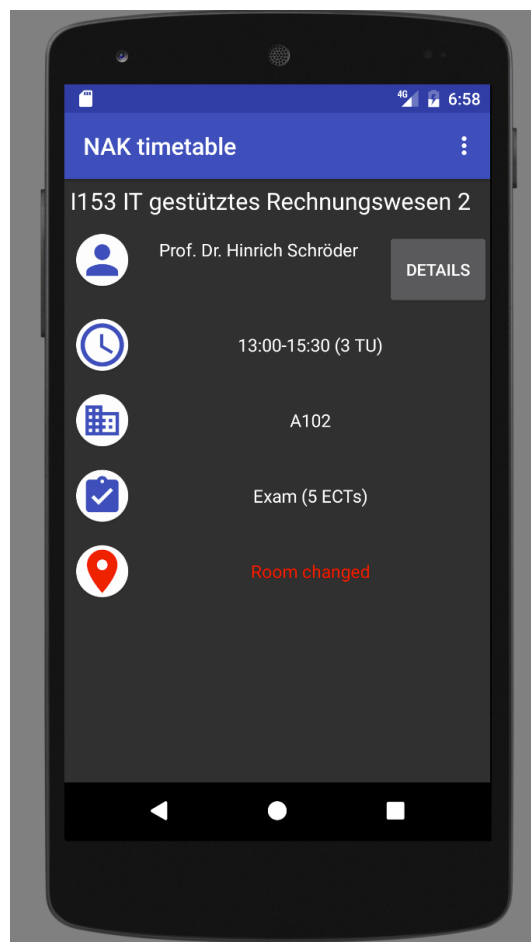 4G 6:58
NAK timetable
I153 IT gestütztes Rechnungswesen 2
Prof. Dr. Hinrich Schröder
DETAILS
13:00-15:30 (3 TU)
A102
Exam (5 ECTs)
Room changed